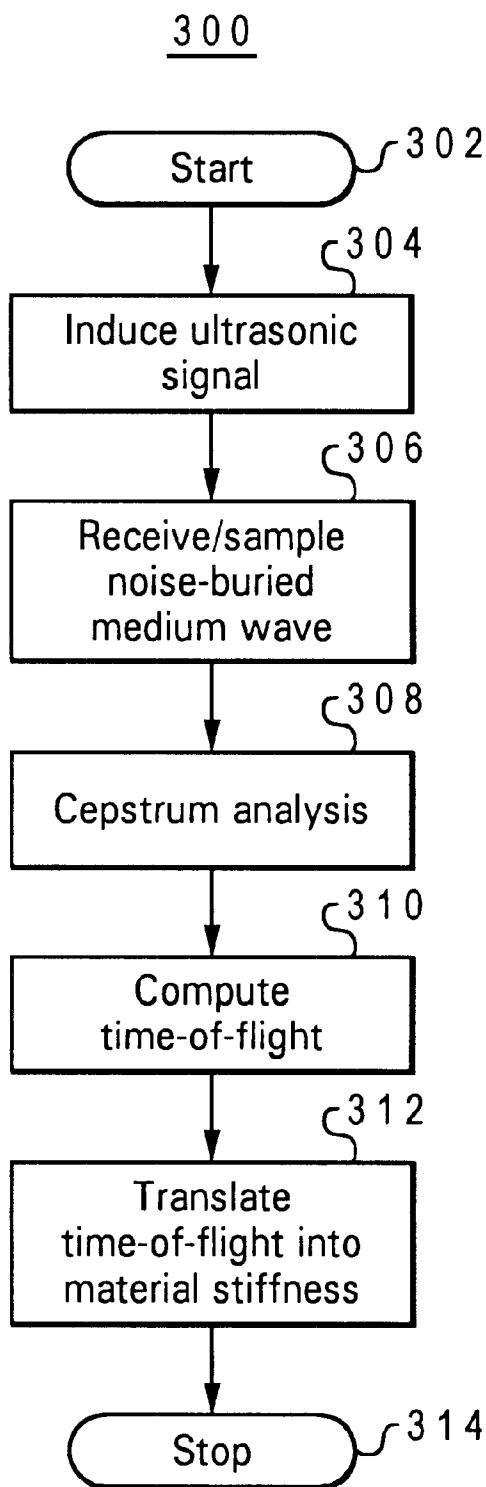 300
302
Start
304
Induce ultrasonic
signal
306
Receive/sample
noise-buried
medium wave
308
Cepstrum analysis
310
Compute
time-of-flight
312
Translate
time-of-flight into
material stiffness
314
Stop